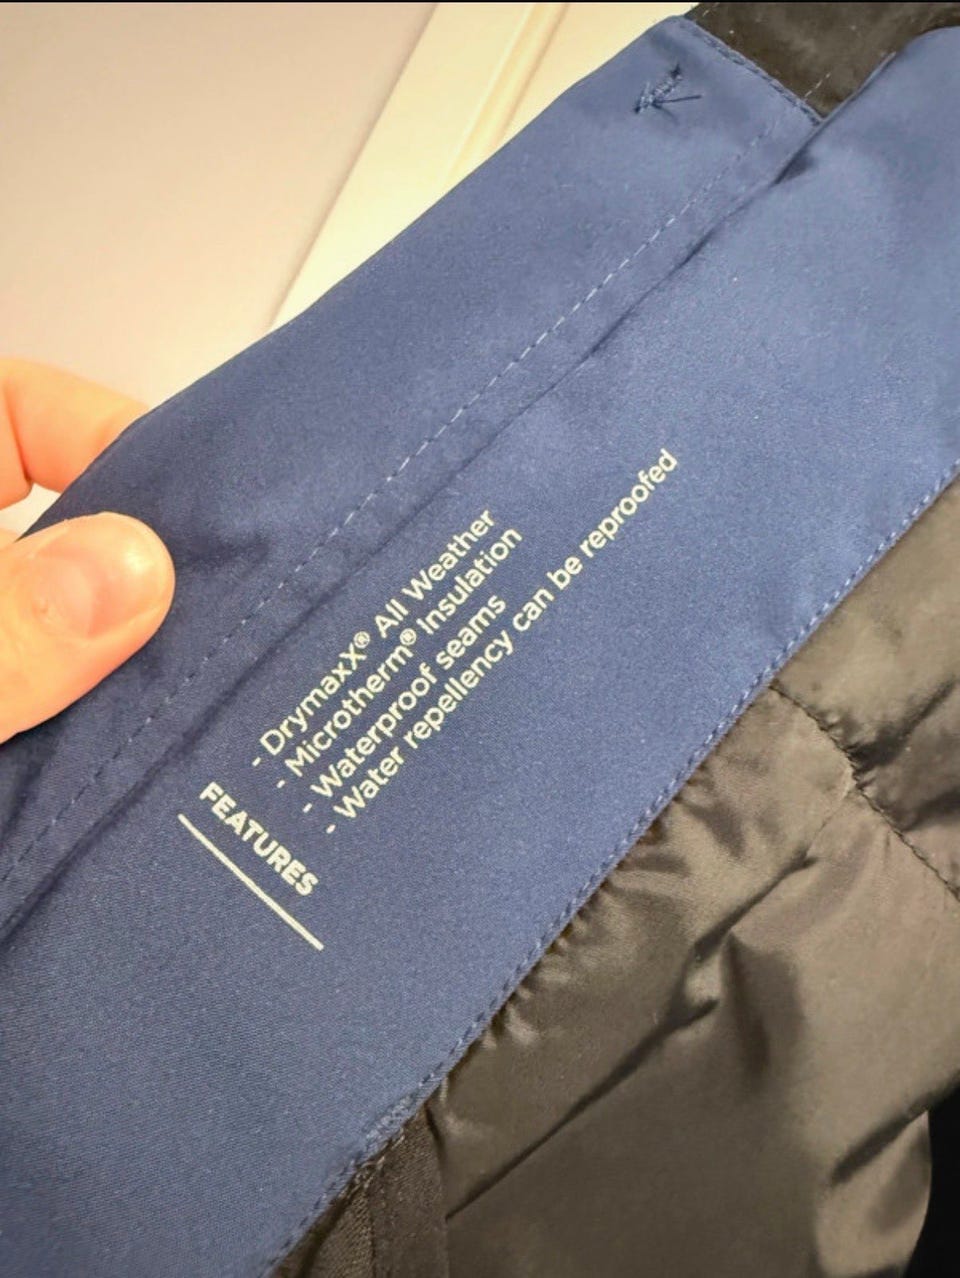 FEATURES
- DrymaxX® All Weather
- Microtherm® Insulation
- Waterproof seams
- Water repellency can be reproofed